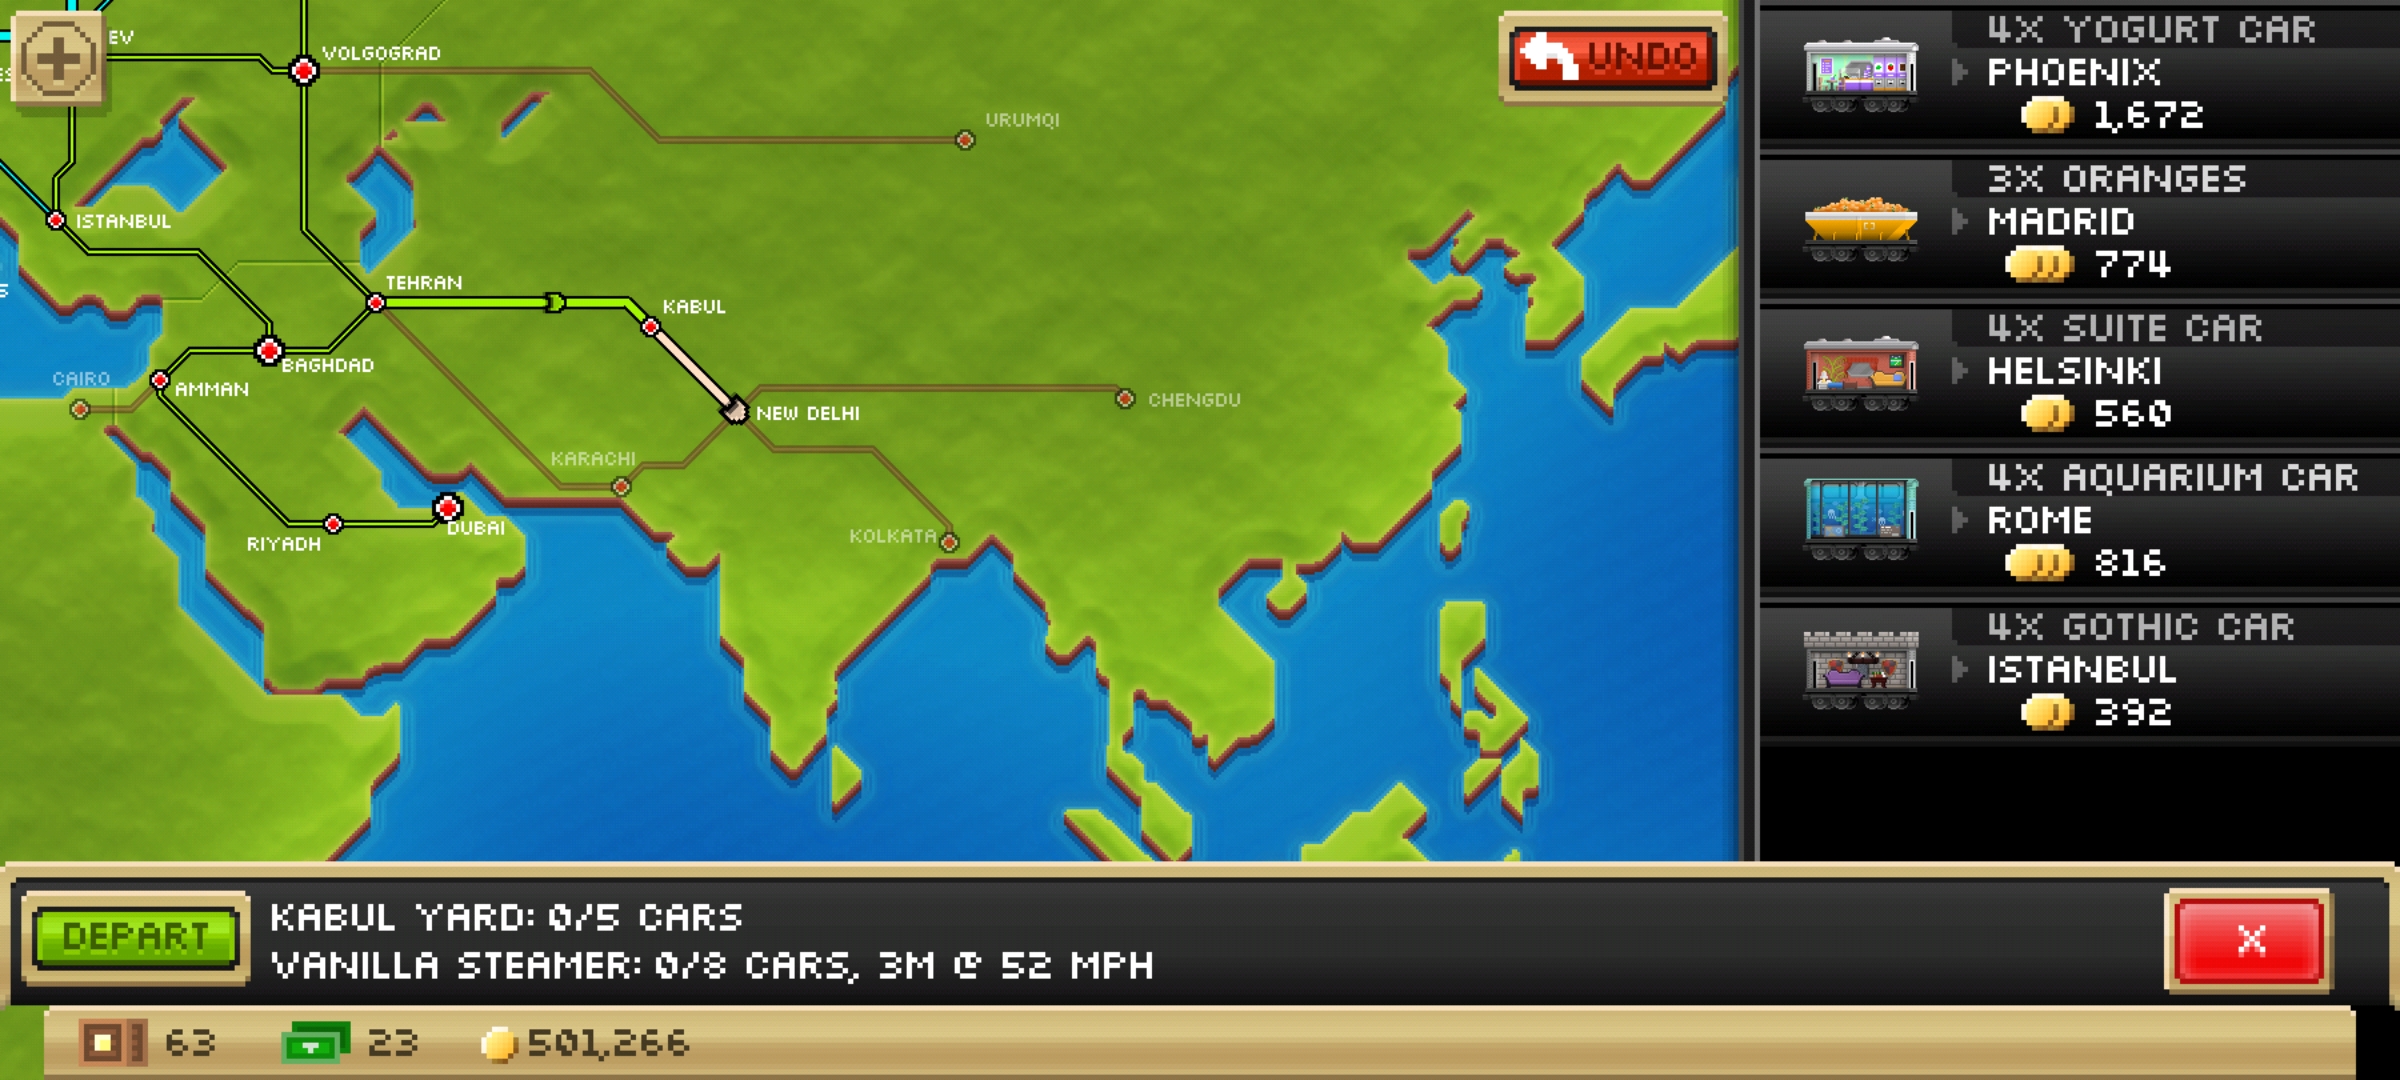 EV
VOLGOGRAD
UNDO
URUMQI
ISTANBUL
TEHRAN
KABUL
BAGHDAD
CAIRO
AMMAN
NEW DELHI
CHENGDU
KARACHI
RIYADH
DUBAI
KOLKATA
4X YOGURT CAR
PHOENIX
1,672
3X ORANGES
MADRID
774
4X SUITE CAR
HELSINKI
560
4X AQUARIUM CAR
ROME
816
4X GOTHIC CAR
ISTANBUL
392
DEPART
KABUL YARD: 0/5 CARS
VANILLA STEAMER: 0/8 CARS, 3M @ 52 MPH
X
63
23
501,266